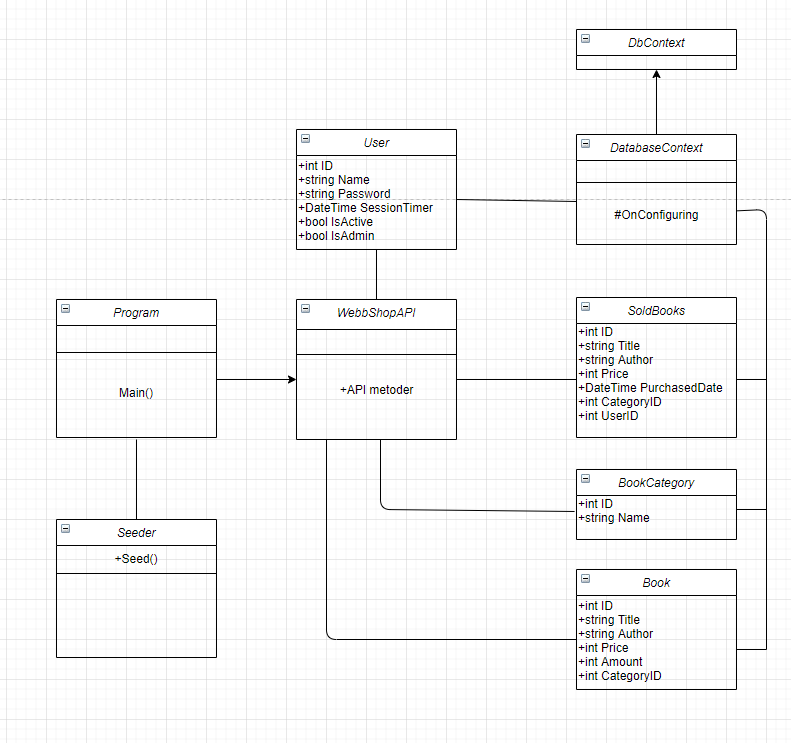 DbContext
User
+int ID
+string Name
+string Password
+DateTime SessionTimer
+bool IsActive
+bool IsAdmin
DatabaseContext
#OnConfiguring
Program
Main()
WebbShopAPI
+API metoder
SoldBooks
+int ID
+string Title
+string Author
+int Price
+DateTime PurchasedDate
+int CategoryID
+int UserID
BookCategory
+int ID
+string Name
Seeder
+Seed()
Book
+int ID
+string Title
+string Author
+int Price
+int Amount
+int CategoryID